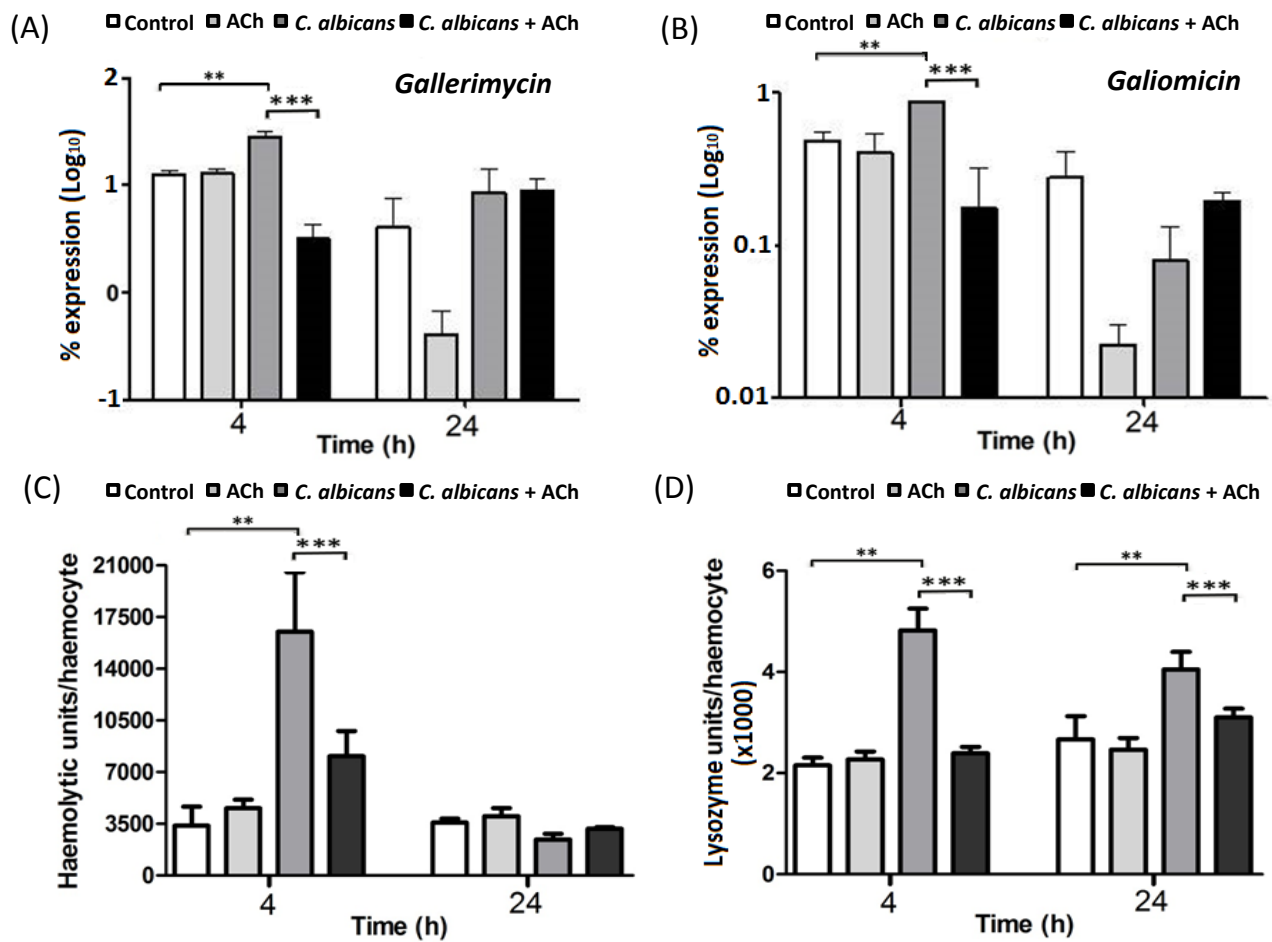 (A)
Control ACh C. albicans C. albicans + ACh
Gallerimycin
**
***
% expression (Log10)
2
1
0
-1
4 24
Time (h)
(B)
Control ACh C. albicans C. albicans + ACh
Galiomicin
**
***
% expression (Log10)
1
0.1
0.01
4 24
Time (h)
(C)
Control ACh C. albicans C. albicans + ACh
**
***
Haemolytic units/haemocyte
21000
17500
14000
10500
7000
3500
0
4 24
Time (h)
(D)
Control ACh C. albicans C. albicans + ACh
** **
*** ***
Lysozyme units/haemocyte
(x1000)
6
4
2
0
4 24
Time (h)